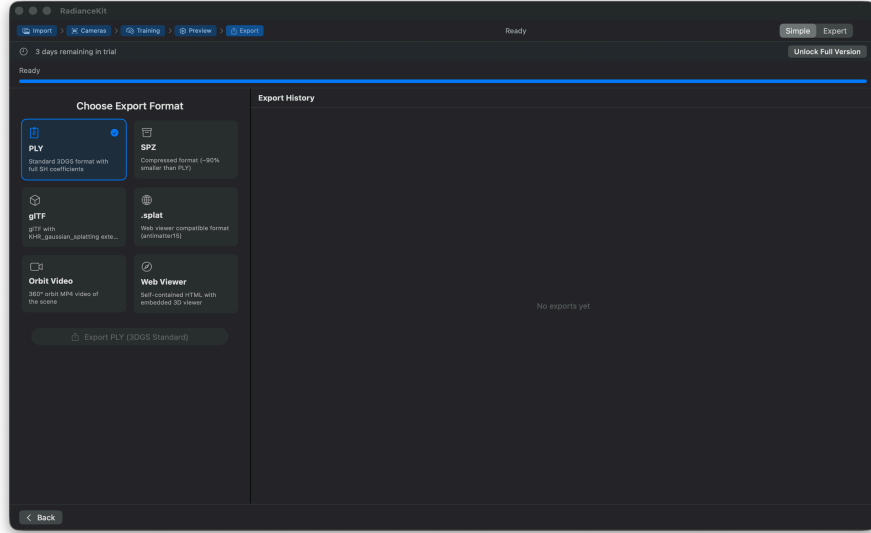 RadianceKit
Import
Cameras
Training
Preview
Export
Ready
Simple
Expert
3 days remaining in trial
Unlock Full Version
Ready
Choose Export Format
Export History
PLY
Standard 3DGS format with
full SH coefficients
SPZ
Compressed format (~90%
smaller than PLY)
glTF
glTF with
KHR_gaussian_splatting exte...
.splat
Web viewer compatible format
(antimatter15)
Orbit Video
360° orbit MP4 video of
the scene
Web Viewer
Self-contained HTML with
embedded 3D viewer
Export PLY (3DGS Standard)
No exports yet
Back